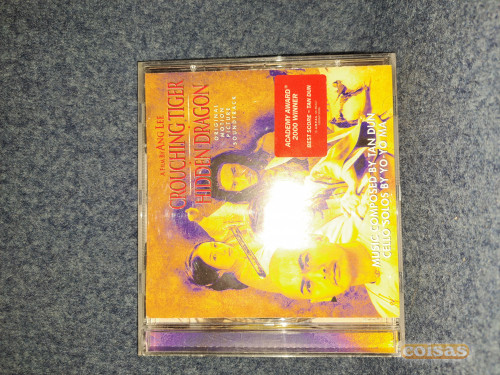 A Film By ANG LEE
CROUCHING TIGER
HIDDEN DRAGON
ORIGINAL
MOTION
PICTURE
SOUNDTRACK
ACADEMY AWARD®
2000 WINNER
BEST SCORE - TAN DUN
MUSIC COMPOSED BY TAN DUN
CELLO SOLOS BY YO-YO MA
coisas